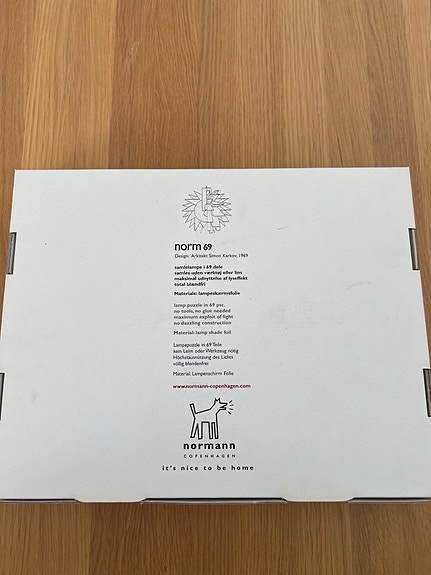 norm 69
Design: Arkitekt Simon Karkov, 1969
samlelampe i 69 dele
samles uden værktøj eller lim
maksimal udnyttelse af lyseffekt
total blændfri
Materiale: lampeskærmsfolie
lamp puzzle in 69 psc.
no tools, no glue needed
maximum exploit of light
no dazzling construction
Material: lamp shade foil
Lampepuzzle in 69 Teile
kein Leim oder Werkzeug nötig
Höchstausnützung des Lichts
völlig blendenfrei
Material: Lampenschirm Folie
www.normann-copenhagen.com
normann
COPENHAGEN
it's nice to be home